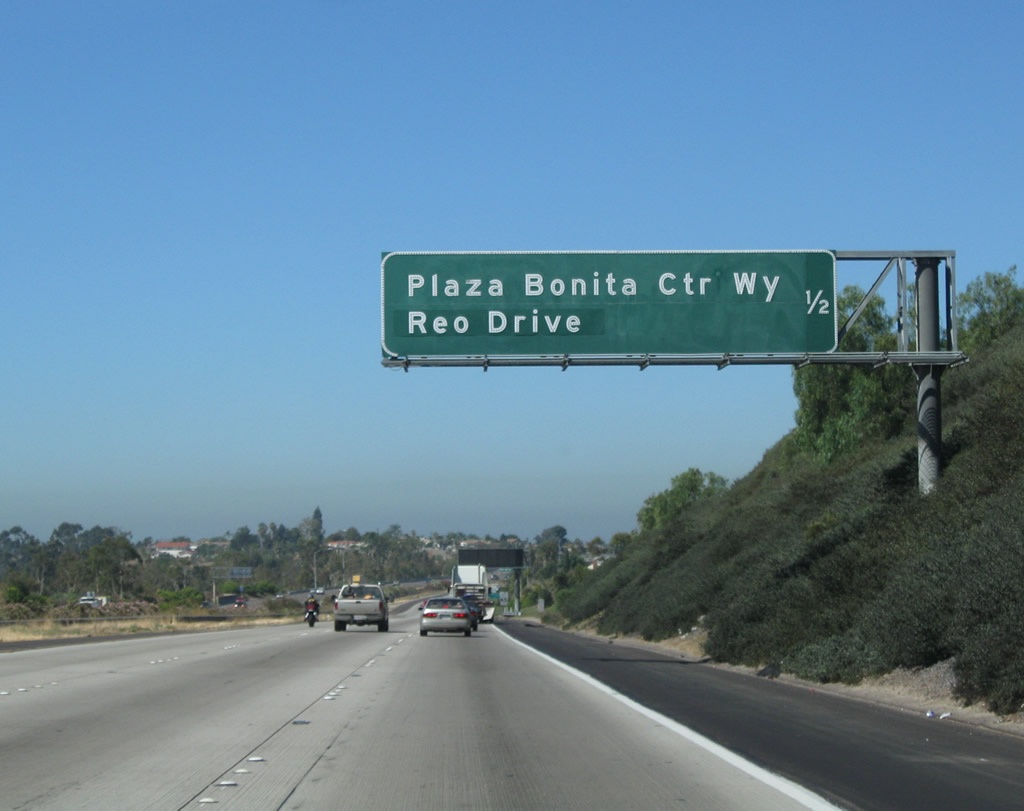 Plaza Bonita Ctr Wy
Reo Drive
½